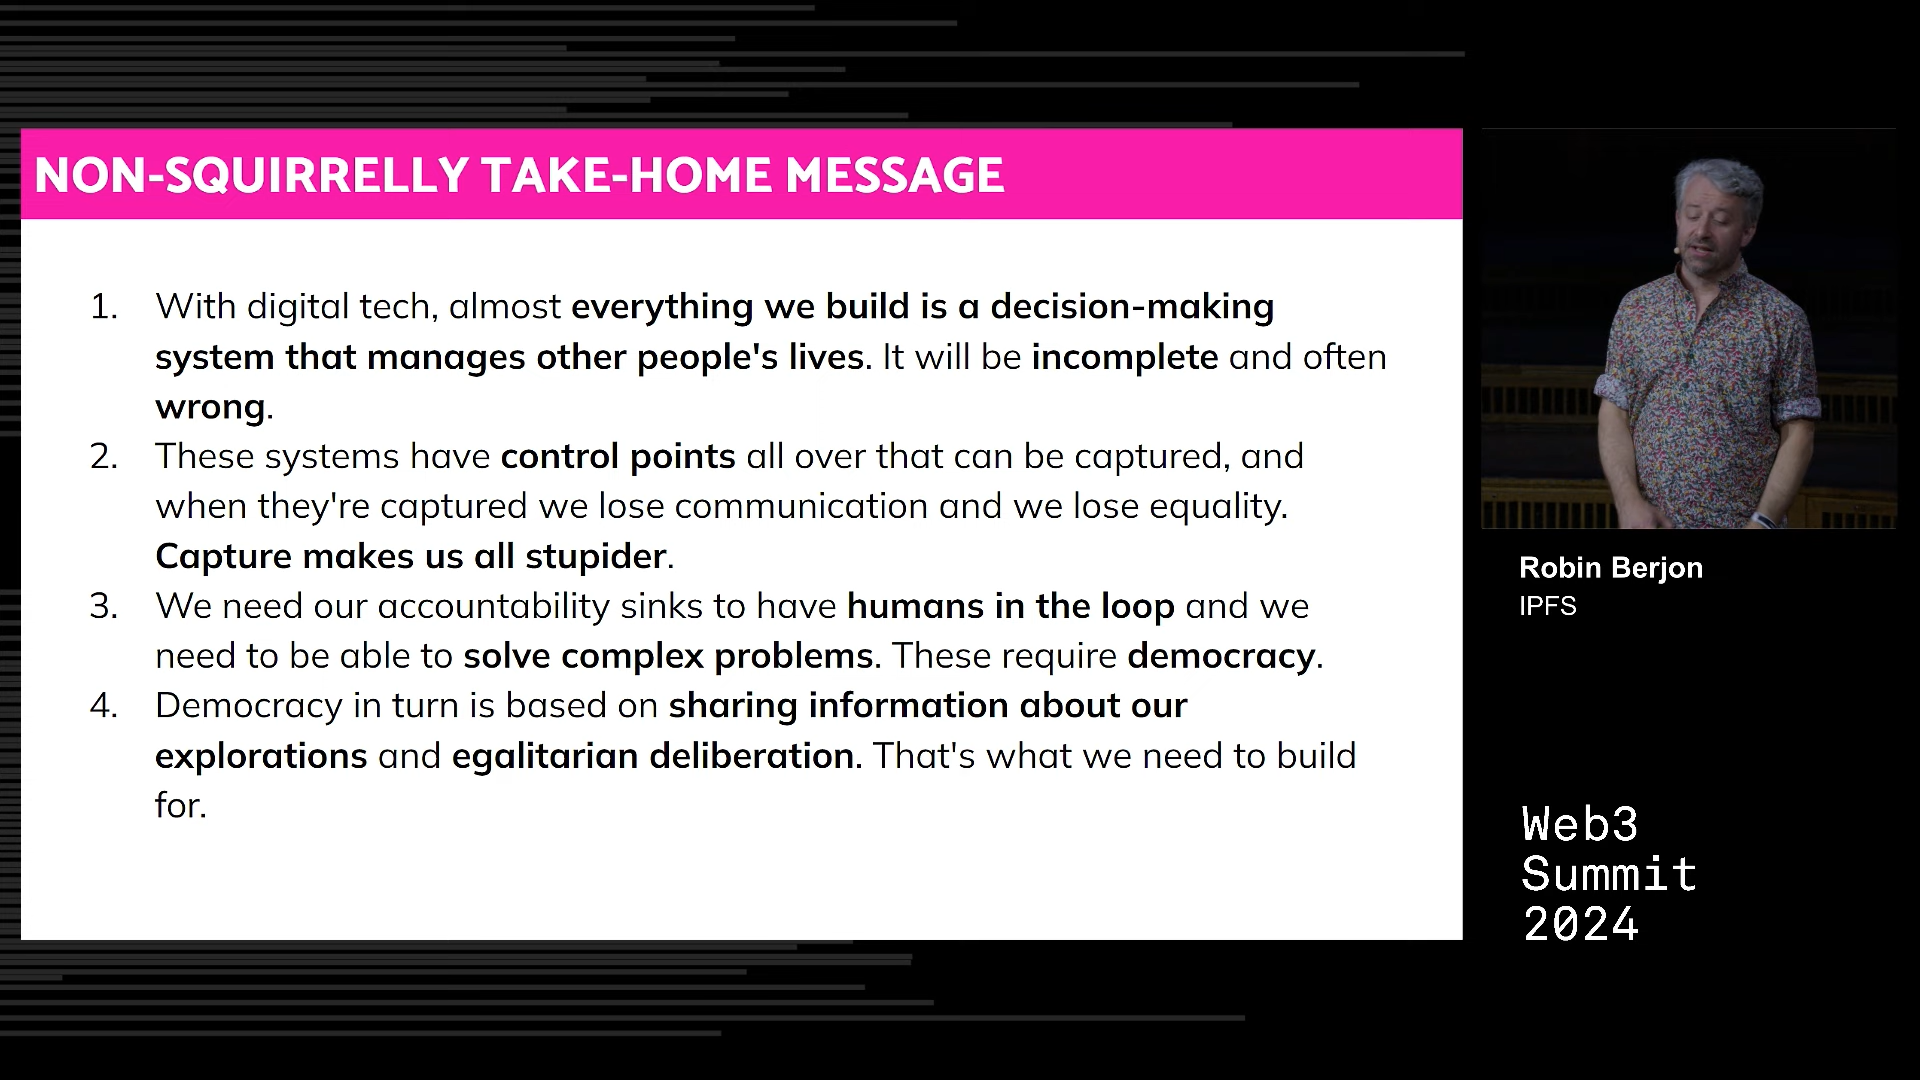 NON-SQUIRRELLY TAKE-HOME MESSAGE
1. With digital tech, almost everything we build is a decision-making
system that manages other people's lives. It will be incomplete and often
wrong.
2. These systems have control points all over that can be captured, and
when they're captured we lose communication and we lose equality.
Capture makes us all stupider.
3. We need our accountability sinks to have humans in the loop and we
need to be able to solve complex problems. These require democracy.
4. Democracy in turn is based on sharing information about our
explorations and egalitarian deliberation. That's what we need to build
for.
Robin Berjon
IPFS
Web3
Summit
2024